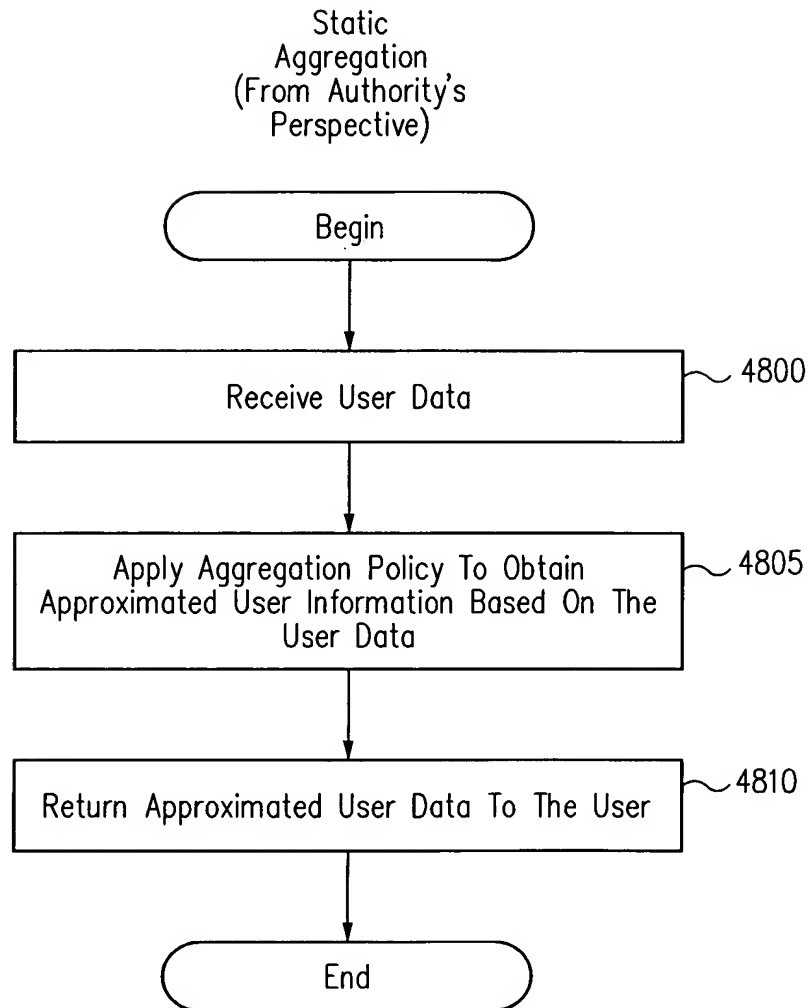 Static
Aggregation
(From Authority's
Perspective)
Begin
Receive User Data
4800
Apply Aggregation Policy To Obtain
Approximated User Information Based On The
User Data
4805
Return Approximated User Data To The User
4810
End